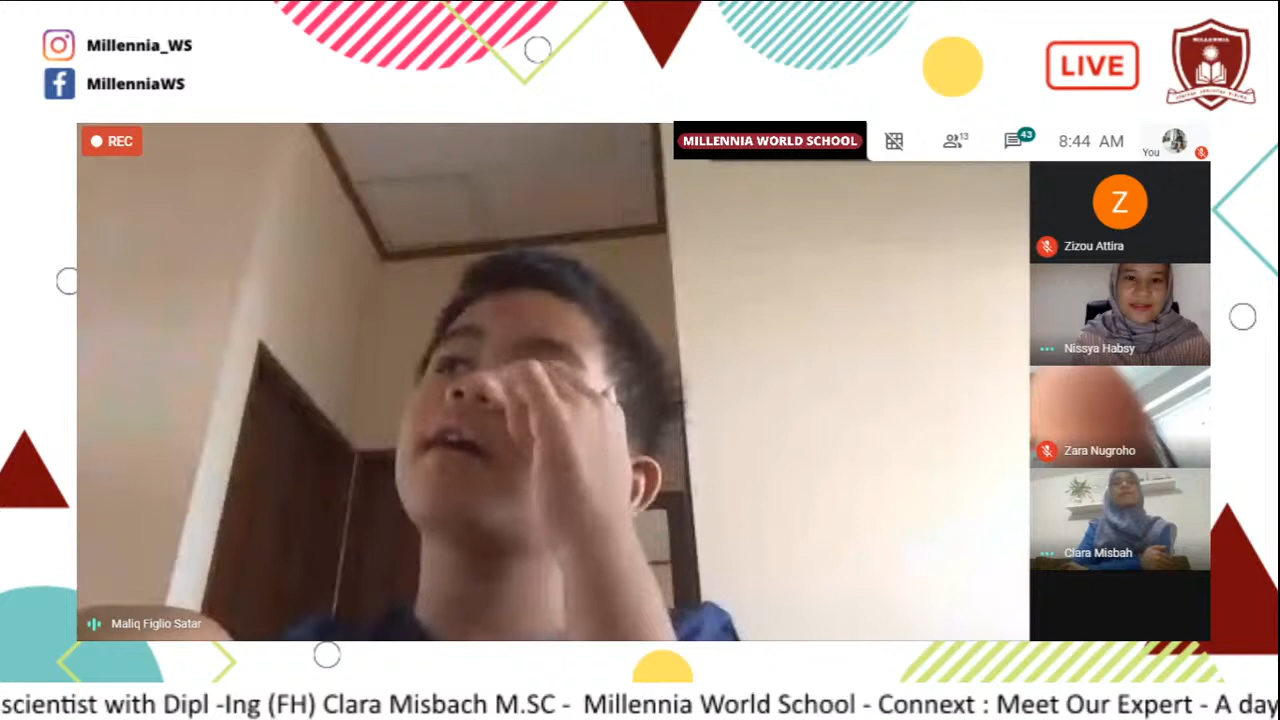 Millennia_WS
MillenniaWS
LIVE
MILLENNIA
REC
MILLENNIA WORLD SCHOOL
13
43
8:44 AM
You
Z
Zizou Attira
Nissya Habsy
Zara Nugroho
Clara Misbah
Maliq Figlio Satar
scientist with Dipl -Ing (FH) Clara Misbach M.SC - Millennia World School - Connext : Meet Our Expert - A day